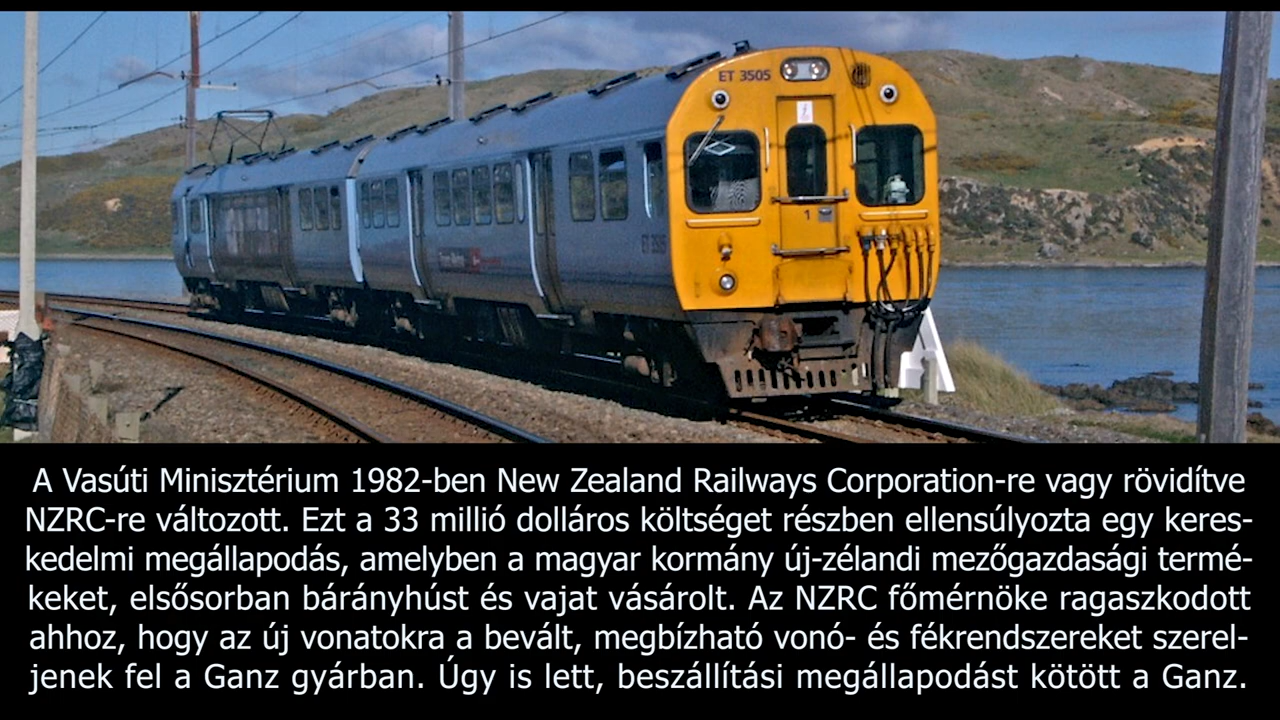 ET 3505
1
A Vasúti Minisztérium 1982-ben New Zealand Railways Corporation-re vagy rövidítve
NZRC-re változott. Ezt a 33 millió dolláros költséget részben ellensúlyozta egy keres-
kedelmi megállapodás, amelyben a magyar kormány új-zélandi mezőgazdasági termé-
keket, elsősorban bárányhúst és vajat vásárolt. Az NZRC főmérnöke ragaszkodott
ahhoz, hogy az új vonatokra a bevált, megbízható vonó- és fékrendszereket szerel-
jenek fel a Ganz gyárban. Úgy is lett, beszállítási megállapodást kötött a Ganz.